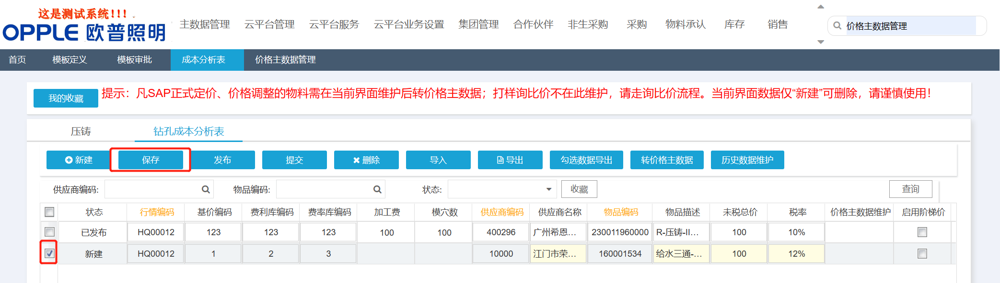 这是测试系统!!!
OPPLE 欧普照明
主数据管理 云平台管理 云平台服务 云平台业务设置 集团管理 合作伙伴 非生采购 采购 物料承认 库存 销售
价格主数据管理
首页 模板定义 模板审批 成本分析表 价格主数据管理
我的收藏
提示：凡SAP正式定价、价格调整的物料需在当前界面维护后转价格主数据；打样询比价不在此维护，请走询比价流程。当前界面数据仅“新建”可删除，请谨慎使用！
压铸 钻孔成本分析表
新建 保存 发布 提交 删除 导入 导出 勾选数据导出 转价格主数据 历史数据维护
供应商编码: 物品编码: 状态: 收藏 查询
状态 行情编码 基价编码 费利库编码 费率库编码 加工费 模穴数 供应商编码 供应商名称 物品编码 物品描述 未税总价 税率 价格主数据维护 启用阶梯价
已发布 HQ00012 123 123 123 100 100 400296 广州希恩... 230011960000 R-压铸-II... 100 10%
新建 HQ00012 1 2 3 10000 江门市荣... 160001534 给水三通-... 100 12%